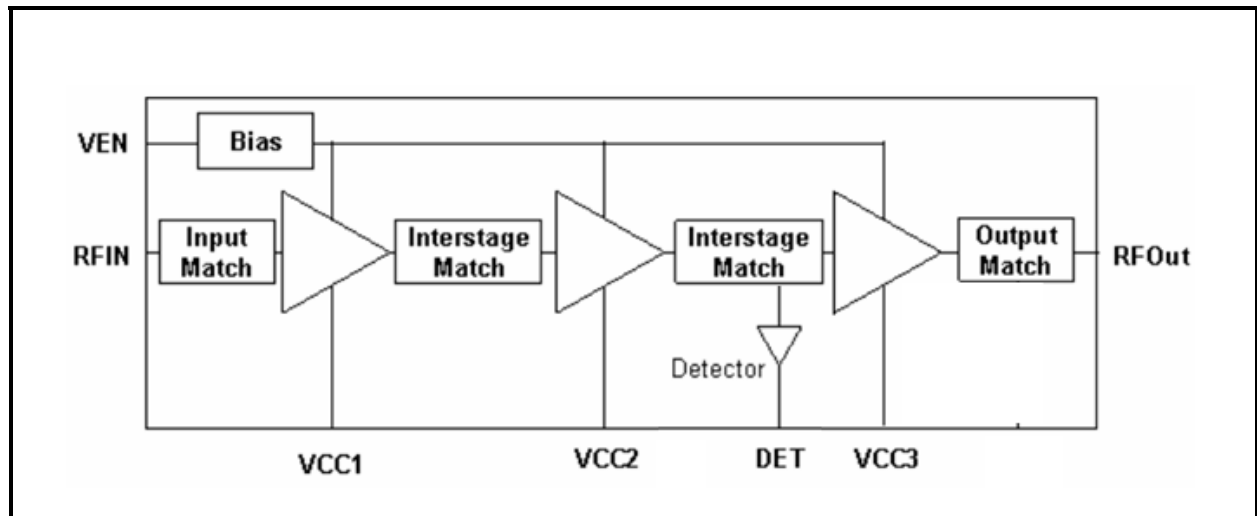 VEN
Bias
RFIN
Input
Match
Interstage
Match
Interstage
Match
Output
Match
RFOut
Detector
VCC1
VCC2
DET
VCC3